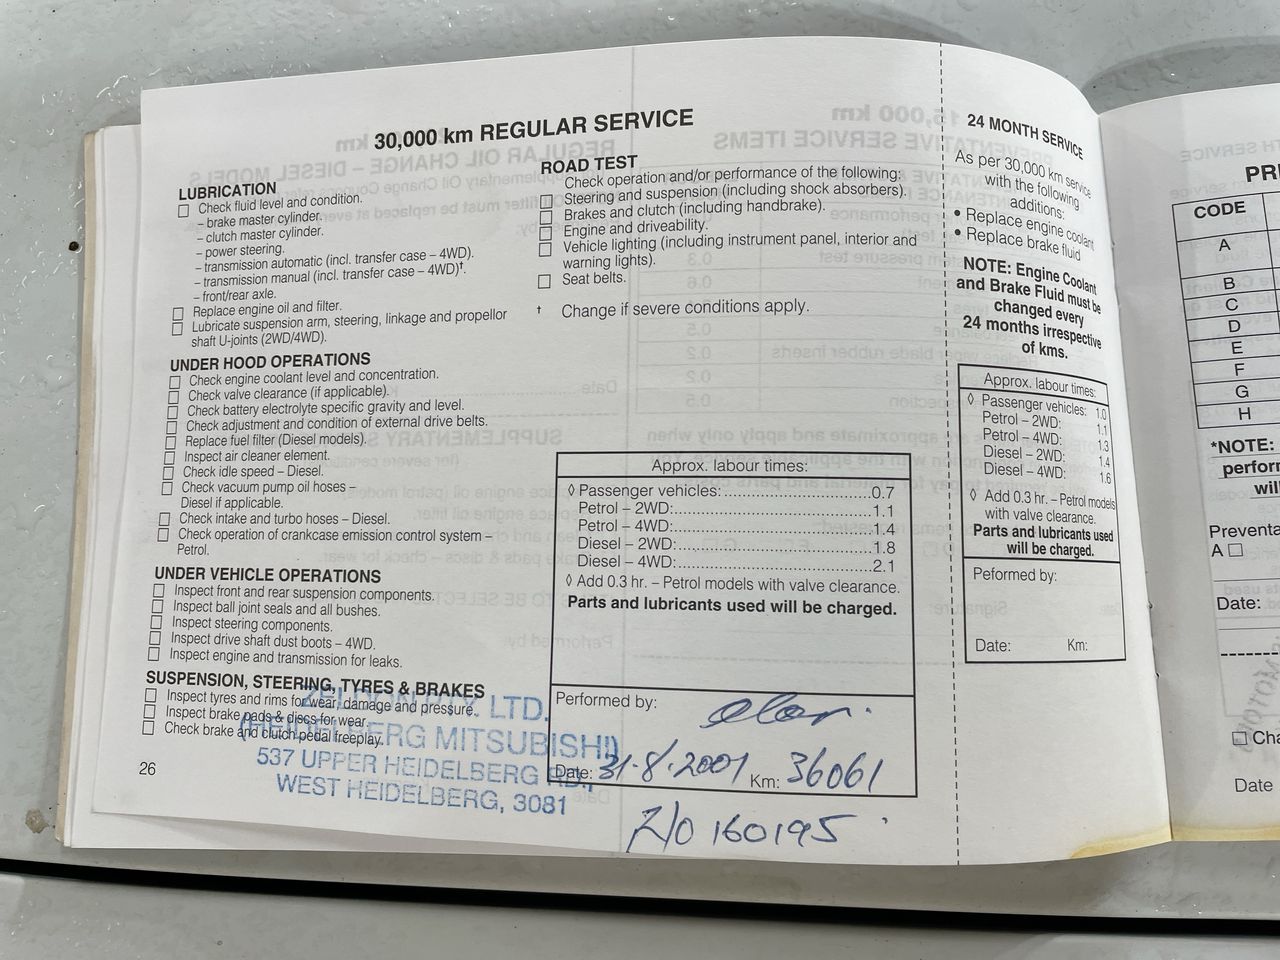 30,000 km REGULAR SERVICE
LUBRICATION
Check fluid level and condition.
– brake master cylinder.
– clutch master cylinder.
– power steering.
– transmission automatic (incl. transfer case – 4WD).
– transmission manual (incl. transfer case – 4WD)†.
– front/rear axle.
Replace engine oil and filter.
Lubricate suspension arm, steering, linkage and propellor
shaft U-joints (2WD/4WD).
UNDER HOOD OPERATIONS
Check engine coolant level and concentration.
Check valve clearance (if applicable).
Check battery electrolyte specific gravity and level.
Check adjustment and condition of external drive belts.
Replace fuel filter (Diesel models).
Inspect air cleaner element.
Check idle speed – Diesel.
Check vacuum pump oil hoses –
Diesel if applicable.
Check intake and turbo hoses – Diesel.
Check operation of crankcase emission control system –
Petrol.
UNDER VEHICLE OPERATIONS
Inspect front and rear suspension components.
Inspect ball joint seals and all bushes.
Inspect steering components.
Inspect drive shaft dust boots – 4WD.
Inspect engine and transmission for leaks.
SUSPENSION, STEERING, TYRES & BRAKES
Inspect tyres and rims for wear, damage and pressure.
Inspect brake pads & discs for wear.
Check brake and clutch pedal freeplay.
ZELDON PTY. LTD.
(HEIDELBERG MITSUBISHI)
537 UPPER HEIDELBERG RD.,
WEST HEIDELBERG, 3081
26
ROAD TEST
Check operation and/or performance of the following:
Steering and suspension (including shock absorbers).
Brakes and clutch (including handbrake).
Engine and driveability.
Vehicle lighting (including instrument panel, interior and
warning lights).
Seat belts.
† Change if severe conditions apply.
Approx. labour times:
◊ Passenger vehicles:..........0.7
Petrol – 2WD:..........1.1
Petrol – 4WD:..........1.4
Diesel – 2WD:..........1.8
Diesel – 4WD:..........2.1
◊ Add 0.3 hr. – Petrol models with valve clearance.
Parts and lubricants used will be charged.
Performed by:
Date: 31-8-2001 Km: 36061
R/O 160195
24 MONTH SERVICE
As per 30,000 km service
with the following
additions:
• Replace engine coolant
• Replace brake fluid
NOTE: Engine Coolant
and Brake Fluid must be
changed every
24 months irrespective
of kms.
Approx. labour times:
◊ Passenger vehicles: 1.0
Petrol – 2WD: 1.1
Petrol – 4WD: 1.3
Diesel – 2WD: 1.4
Diesel – 4WD: 1.6
◊ Add 0.3 hr. – Petrol models
with valve clearance.
Parts and lubricants used
will be charged.
Peformed by:
Date: Km:
CODE
A
B
C
D
E
F
G
H
*NOTE:
A
Date:
Date